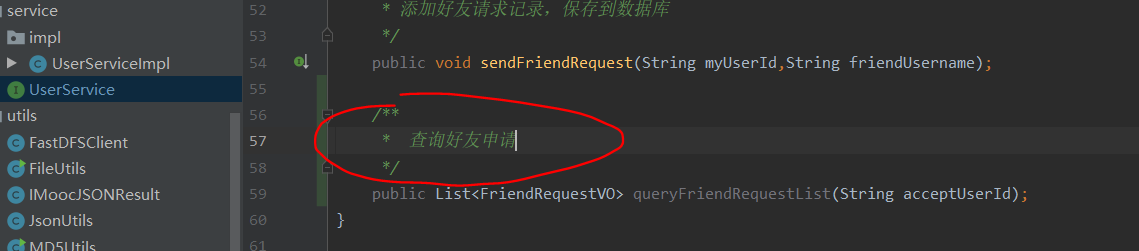 service
impl
UserServiceImpl
UserService
utils
FastDFSClient
FileUtils
IMoocJSONResult
JsonUtils
MD5Utils
52 * 添加好友请求记录，保存到数据库
53 */
54 public void sendFriendRequest(String myUserId,String friendUsername);
55
56 /**
57 * 查询好友申请
58 */
59 public List<FriendRequestVO> queryFriendRequestList(String acceptUserId);
60 }
61